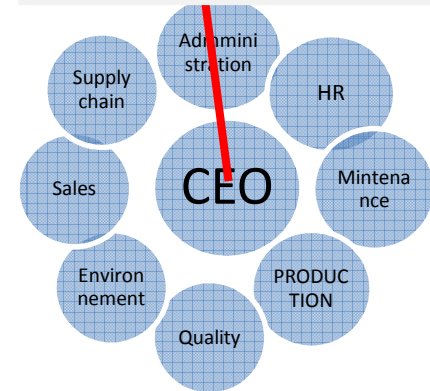 Admmini
stration
Supply
chain
HR
CEO
Sales
Mintena
nce
Environ
nement
PRODUC
TION
Quality